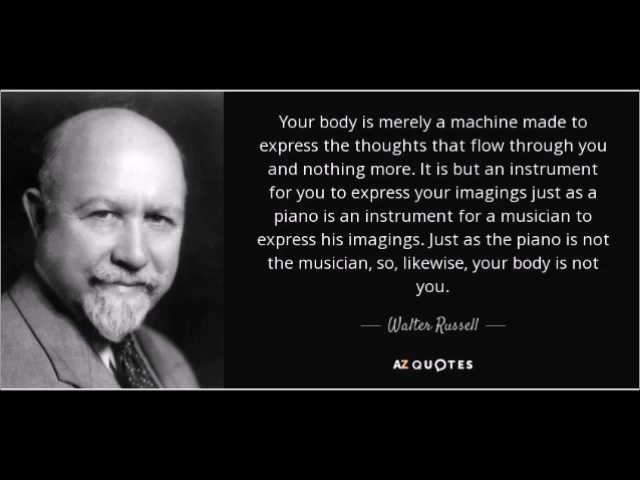 Your body is merely a machine made to
express the thoughts that flow through you
and nothing more. It is but an instrument
for you to express your imagings just as a
piano is an instrument for a musician to
express his imagings. Just as the piano is not
the musician, so, likewise, your body is not
you.
Walter Russell
AZ QUOTES